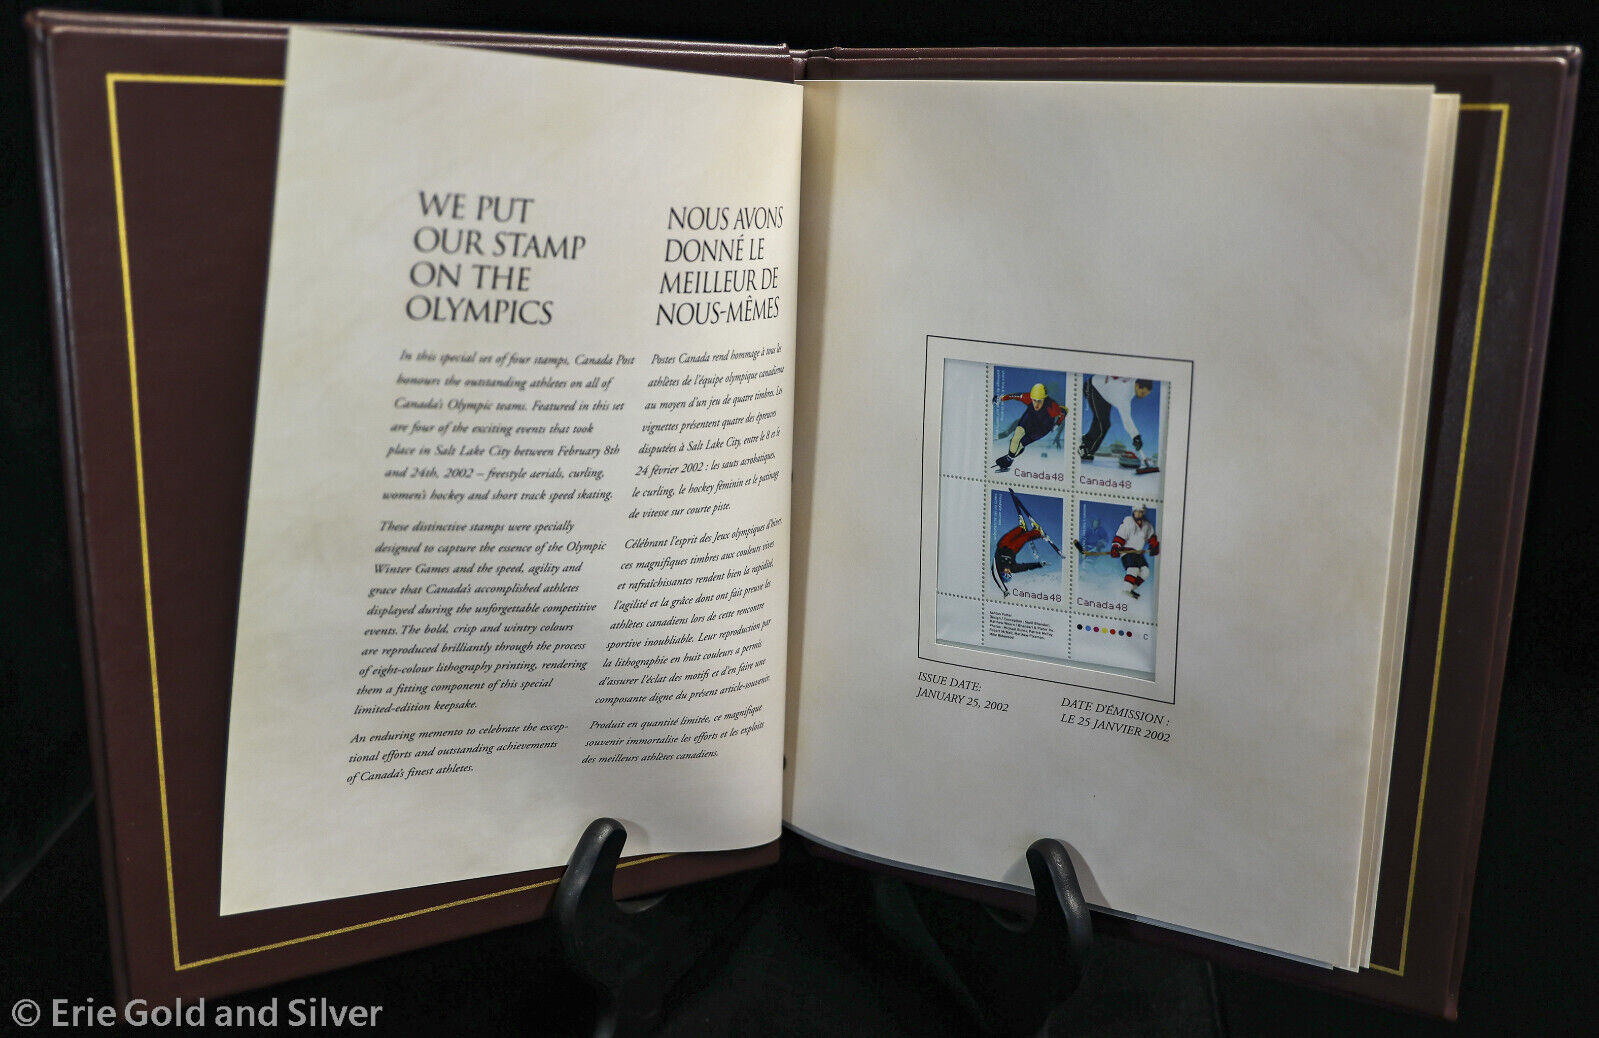 WE PUT
OUR STAMP
ON THE
OLYMPICS
In this special set of four stamps, Canada Post
honours the outstanding athletes on all of
Canada's Olympic teams. Featured in this set
are four of the exciting events that took
place in Salt Lake City between February 8th
and 24th, 2002 – freestyle aerials, curling,
women's hockey and short track speed skating.
These distinctive stamps were specially
designed to capture the essence of the Olympic
Winter Games and the speed, agility and
grace that Canada's accomplished athletes
displayed during the unforgettable competitive
events. The bold, crisp and wintry colours
are reproduced brilliantly through the process
of eight-colour lithography printing, rendering
them a fitting component of this special
limited-edition keepsake.
An enduring memento to celebrate the excep-
tional efforts and outstanding achievements
of Canada's finest athletes.
NOUS AVONS
DONNÉ LE
MEILLEUR DE
NOUS-MÊMES
Postes Canada rend hommage à tous les
athlètes de l'équipe olympique canadienne
au moyen d'un jeu de quatre timbres. Les
vignettes présentent quatre des épreuves
disputées à Salt Lake City, entre le 8 et le
24 février 2002 : les sauts acrobatiques,
le curling, le hockey féminin et le patinage
de vitesse sur courte piste.
Célébrant l'esprit des Jeux olympiques d'hiver,
ces magnifiques timbres aux couleurs vives
et rafraîchissantes rendent bien la rapidité,
l'agilité et la grâce dont ont fait preuve les
athlètes canadiens lors de cette rencontre
sportive inoubliable. Leur reproduction par
la lithographie en huit couleurs a permis
d'assurer l'éclat des motifs et d'en faire une
composante digne du présent article-souvenir.
Produit en quantité limitée, ce magnifique
souvenir immortalise les efforts et les exploits
des meilleurs athlètes canadiens.
Canada 48
Canada 48
Canada 48
Canada 48
C
ISSUE DATE:
JANUARY 25, 2002
DATE D'ÉMISSION :
LE 25 JANVIER 2002
© Erie Gold and Silver